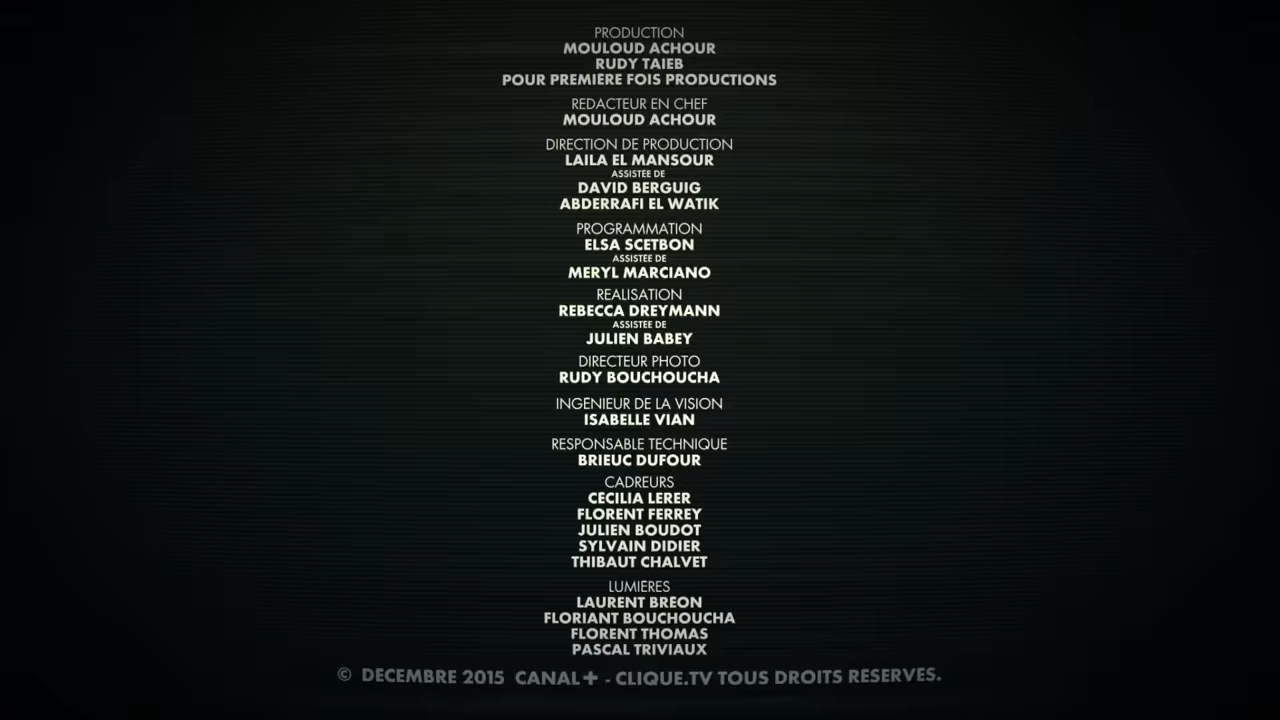 PRODUCTION
MOULOUD ACHOUR
RUDY TAIEB
POUR PREMIERE FOIS PRODUCTIONS
REDACTEUR EN CHEF
MOULOUD ACHOUR
DIRECTION DE PRODUCTION
LAILA EL MANSOUR
ASSISTEE DE
DAVID BERGUIG
ABDERRAFI EL WATIK
PROGRAMMATION
ELSA SCETBON
ASSISTEE DE
MERYL MARCIANO
REALISATION
REBECCA DREYMANN
ASSISTEE DE
JULIEN BABEY
DIRECTEUR PHOTO
RUDY BOUCHOUCHA
INGENIEUR DE LA VISION
ISABELLE VIAN
RESPONSABLE TECHNIQUE
BRIEUC DUFOUR
CADREURS
CECILIA LERER
FLORENT FERREY
JULIEN BOUDOT
SYLVAIN DIDIER
THIBAUT CHALVET
LUMIERES
LAURENT BREON
FLORIANT BOUCHOUCHA
FLORENT THOMAS
PASCAL TRIVIAUX
© DECEMBRE 2015 CANAL+ - CLIQUE.TV TOUS DROITS RESERVES.